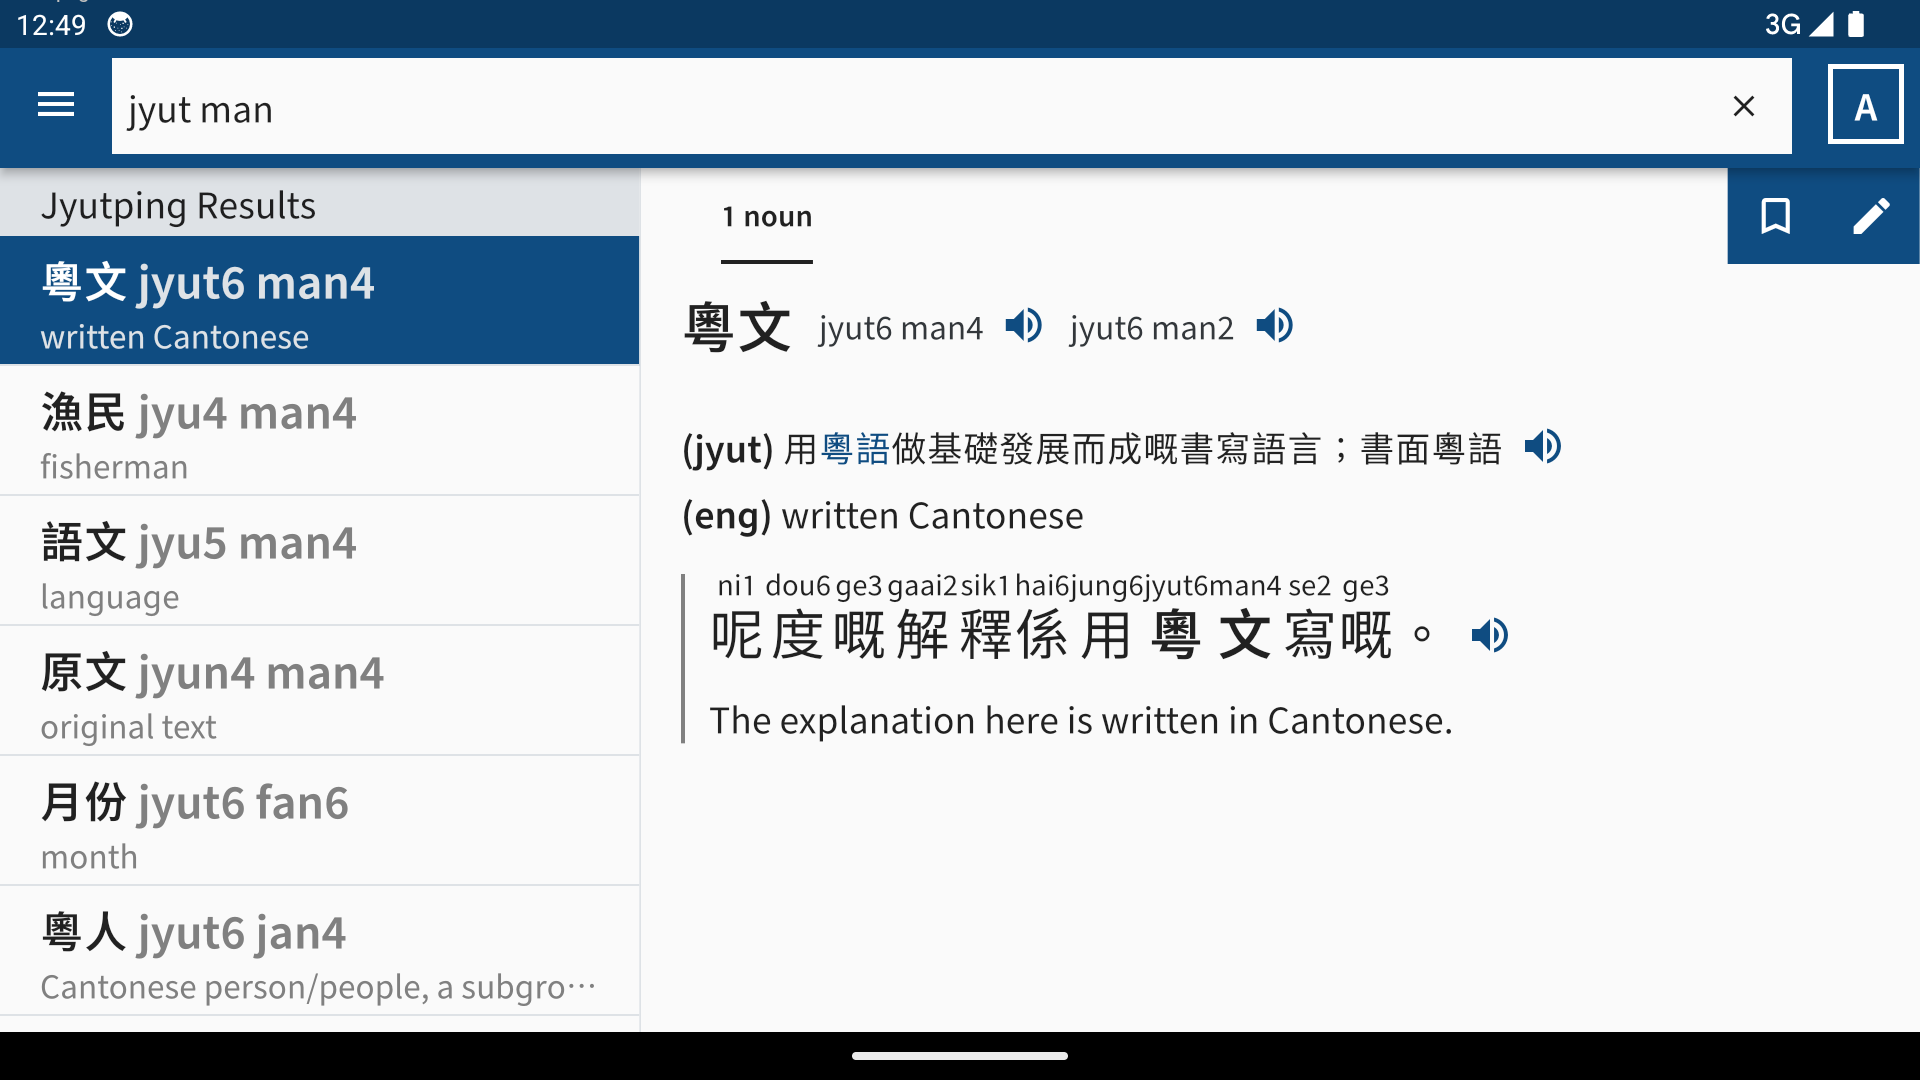 12:49
3G
jyut man
A
Jyutping Results
粵文 jyut6 man4
written Cantonese
漁民 jyu4 man4
fisherman
語文 jyu5 man4
language
原文 jyun4 man4
original text
月份 jyut6 fan6
month
粵人 jyut6 jan4
Cantonese person/people, a subgro…
1 noun
粵文 jyut6 man4 jyut6 man2
(jyut) 用粵語做基礎發展而成嘅書寫語言；書面粵語
(eng) written Cantonese
ni1 dou6 ge3 gaai2 sik1 hai6 jung6 jyut6 man4 se2 ge3
呢度嘅解釋係用粵文寫嘅。
The explanation here is written in Cantonese.